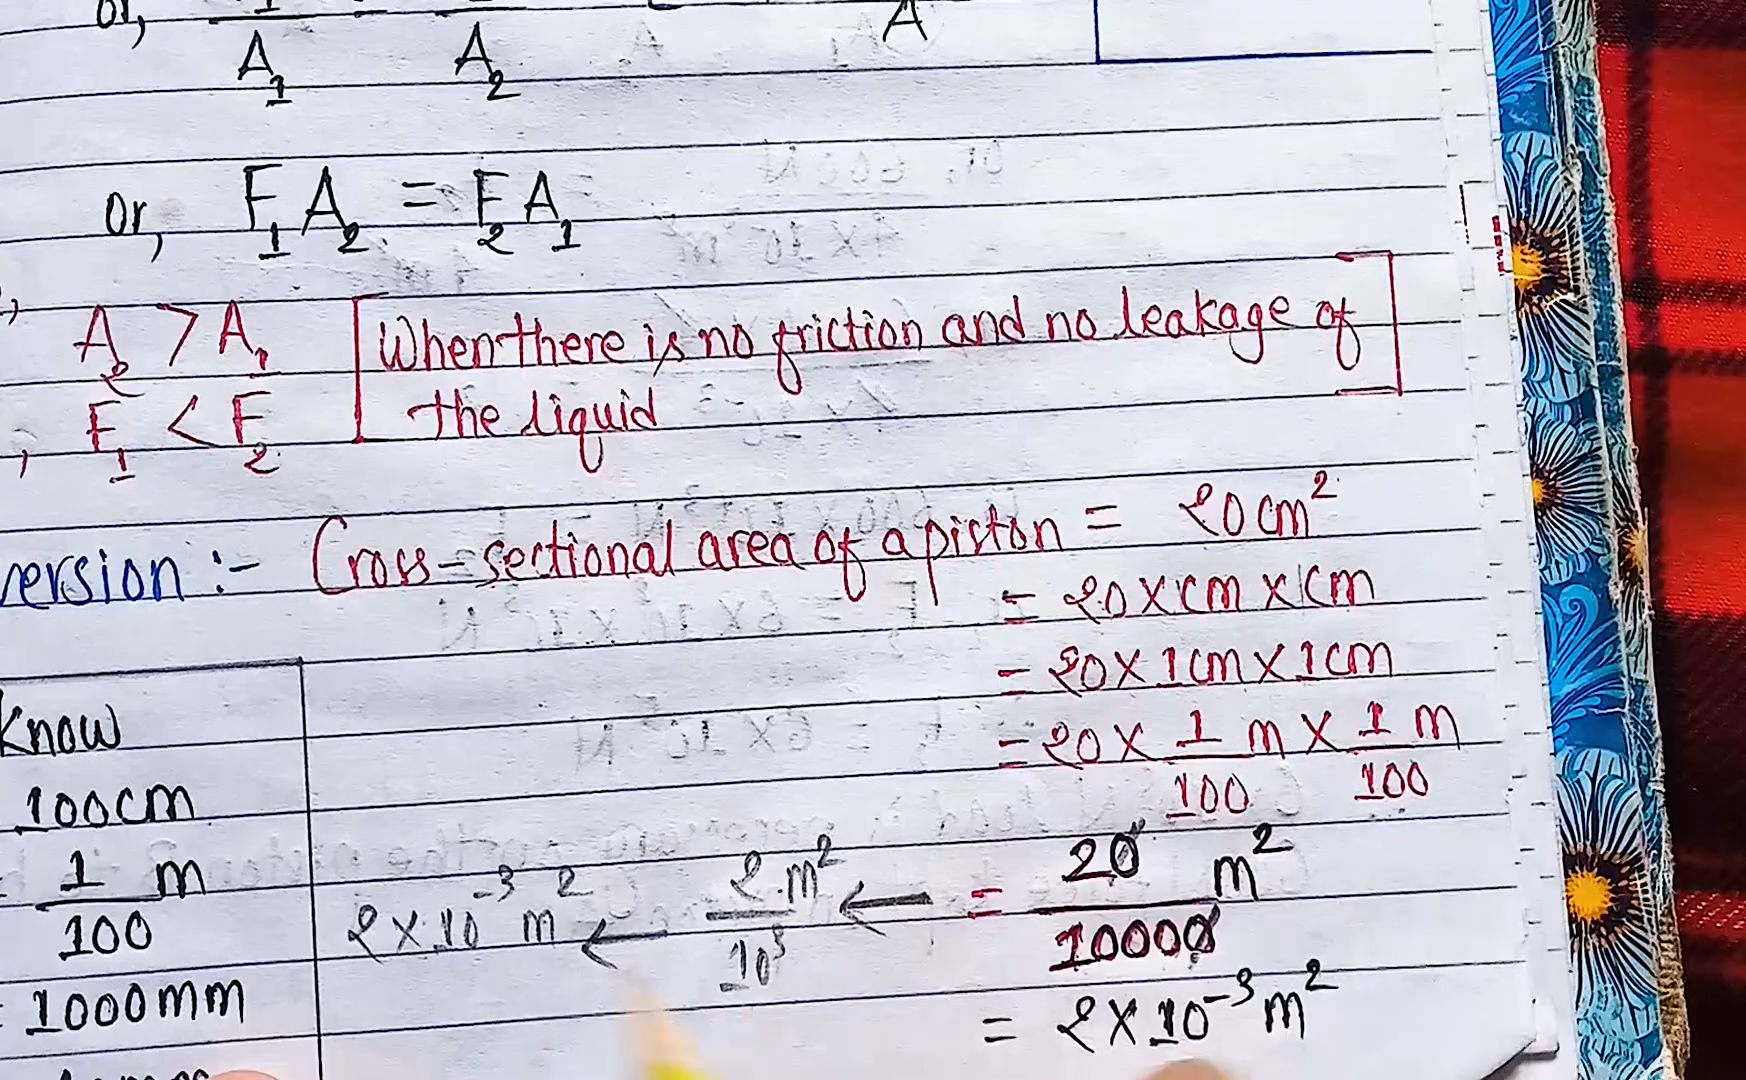 or, A₁ A₂ A
or, F₁A₂ = F₂A₁
A₂ > A₁ [When there is no friction and no leakage of
, F₁ < F₂ the liquid]
version :- Cross-sectional area of a piston = 20 cm²
= 20 × cm × cm
= 20 × 1cm × 1cm
= 20 × 1/100 m × 1/100 m
= 20/10000 m²
2 × 10⁻³ m² ← 2 m²/10³ ←
= 2 × 10⁻³ m²
Know
100cm
1/100 m
1000mm